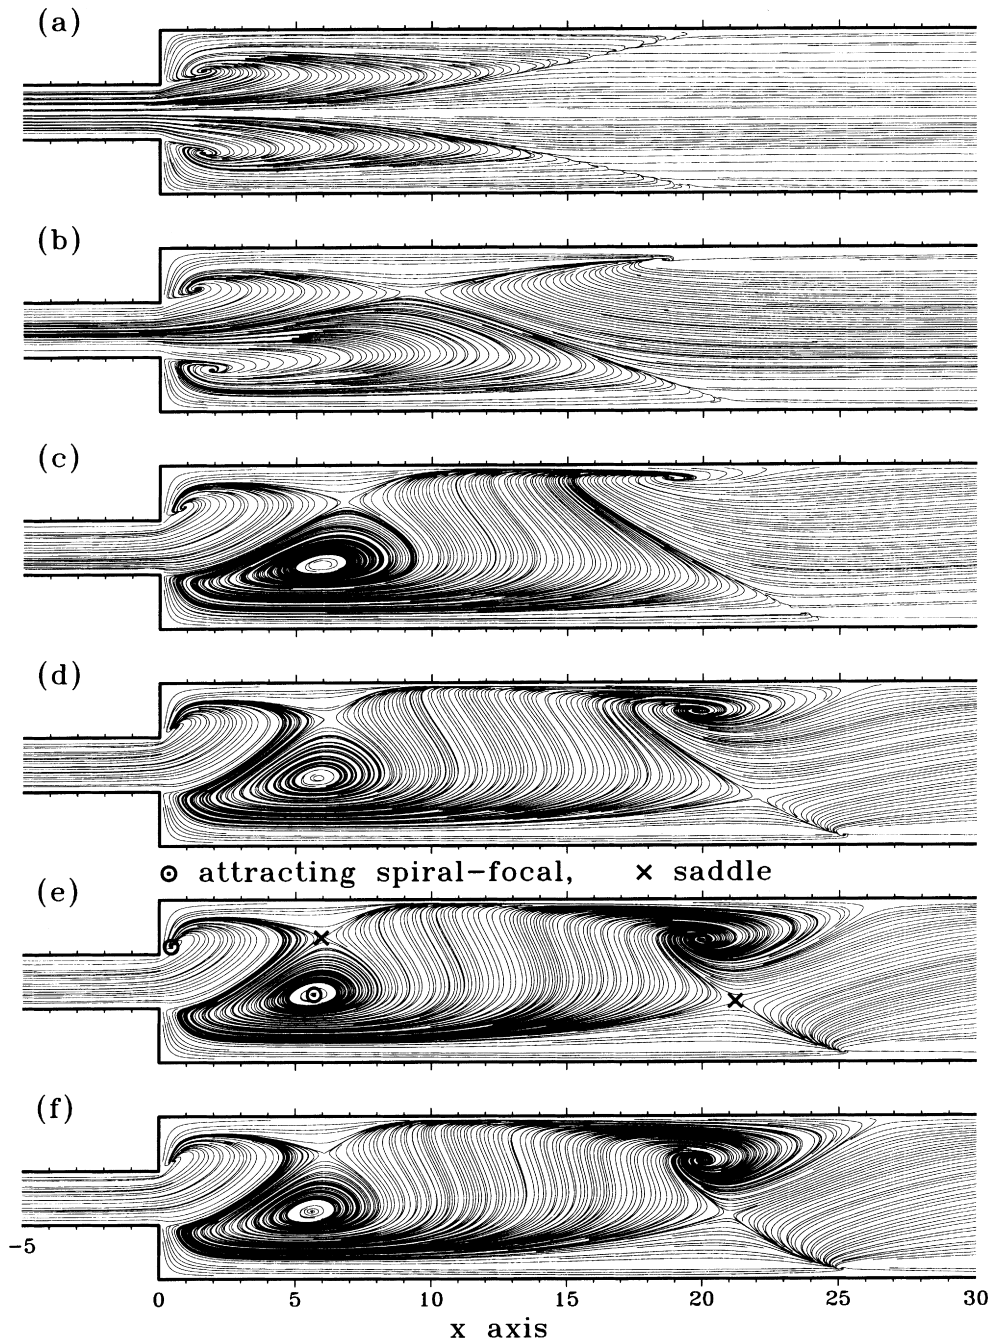 (a)
(b)
(c)
(d)
⊙ attracting spiral-focal, × saddle
(e)
(f)
-5
0 5 10 15 20 25 30
x axis